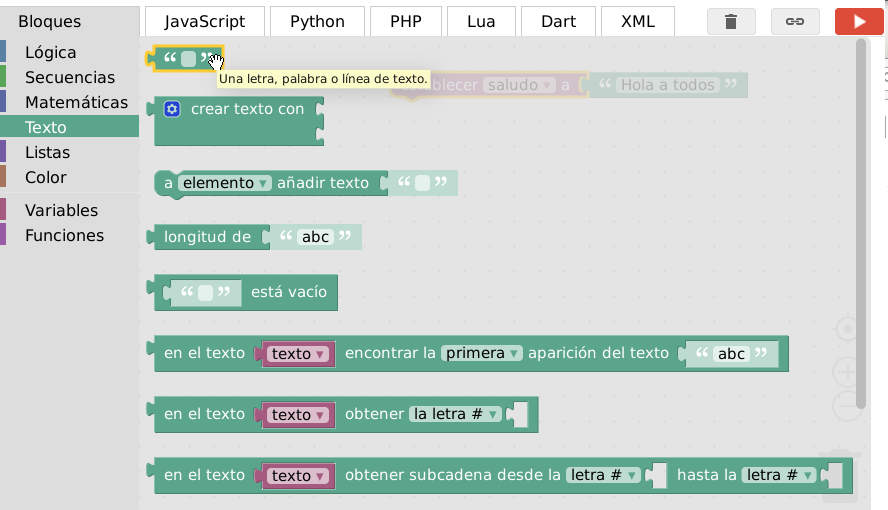 Bloques JavaScript Python PHP Lua Dart XML
Lógica
Secuencias
Matemáticas
Texto
Listas
Color
Variables
Funciones
“ ”
Una letra, palabra o línea de texto.
saludo a “ Hola a todos ”
crear texto con
a elemento añadir texto “ ”
longitud de “ abc ”
“ ” está vacío
en el texto texto encontrar la primera aparición del texto “ abc ”
en el texto texto obtener la letra #
en el texto texto obtener subcadena desde la letra # hasta la letra #